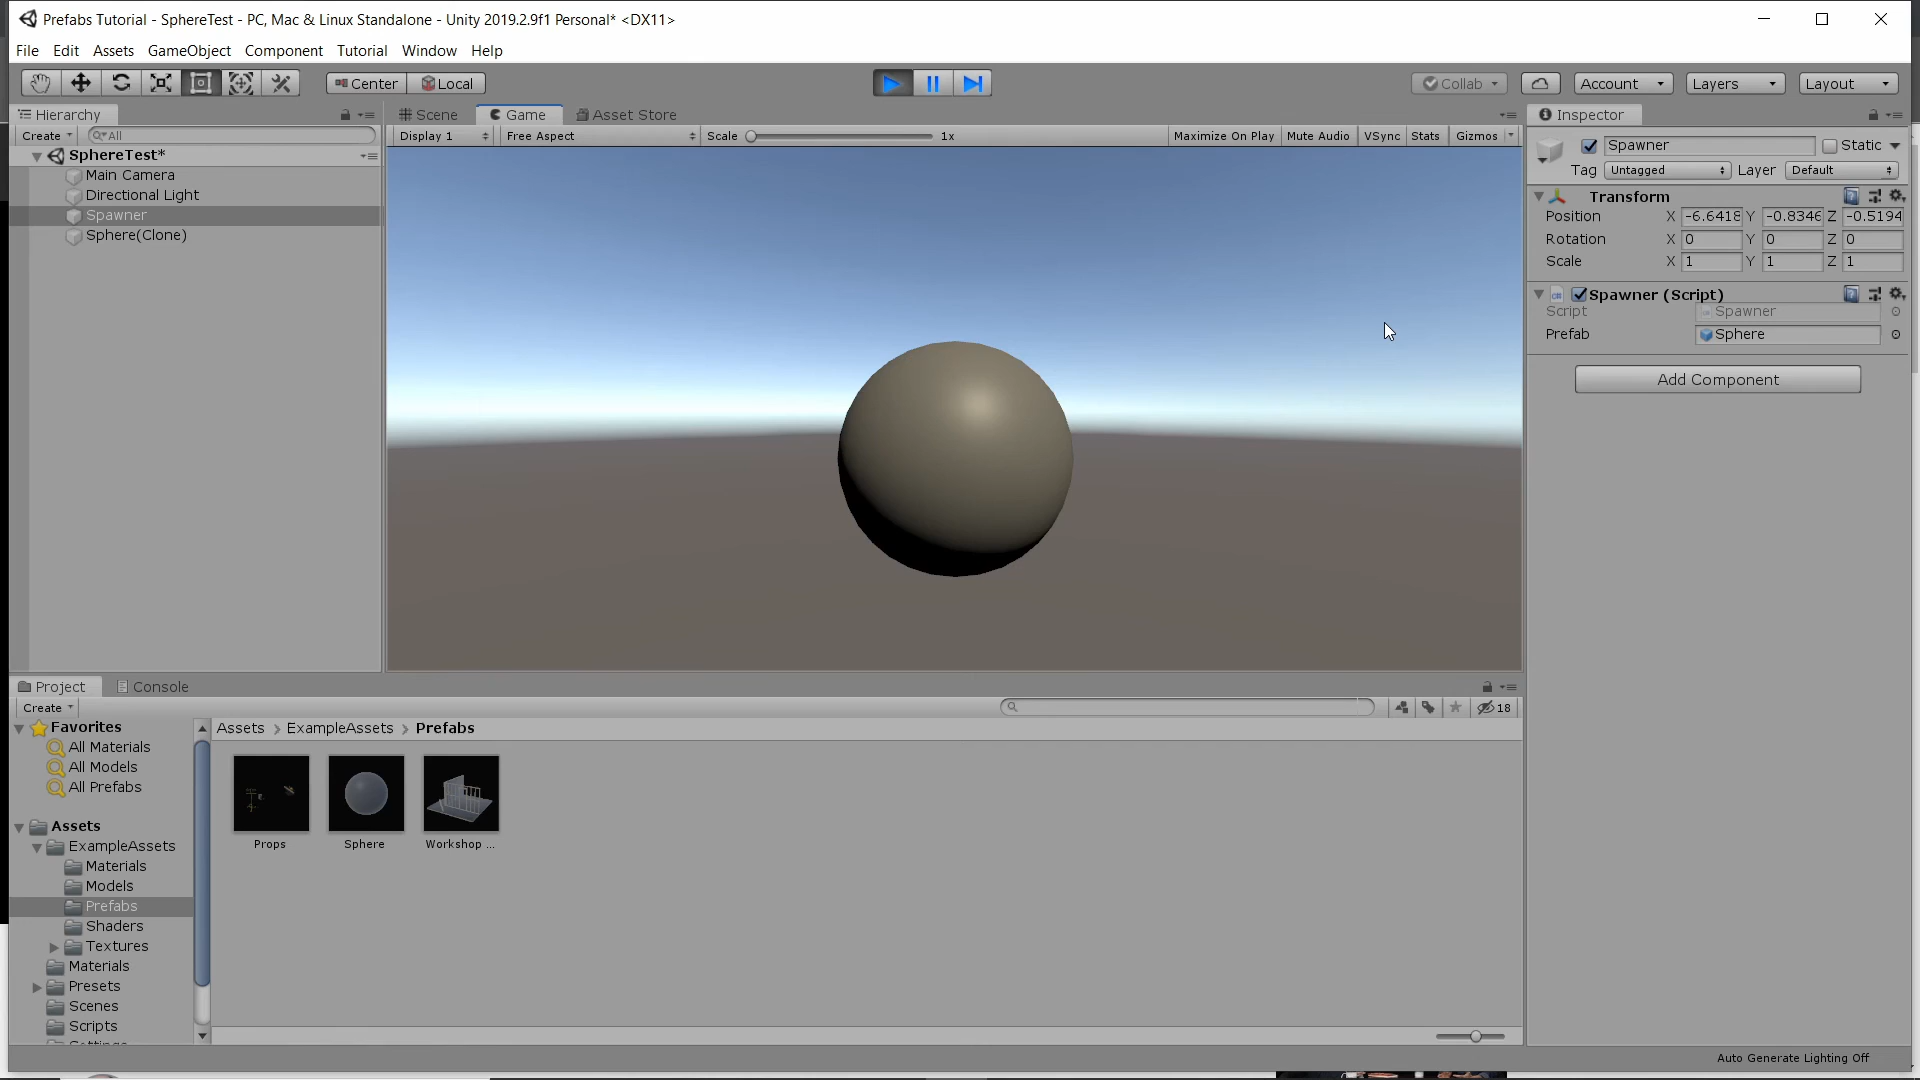 Prefabs Tutorial - SphereTest - PC, Mac & Linux Standalone - Unity 2019.2.9f1 Personal* <DX11>
File Edit Assets GameObject Component Tutorial Window Help
Center Local Collab Account Layers Layout
Hierarchy
Create All
SphereTest*
Main Camera
Directional Light
Spawner
Sphere(Clone)
Scene Game Asset Store
Display 1 Free Aspect Scale 1x Maximize On Play Mute Audio VSync Stats Gizmos
Inspector
Spawner Static
Tag Untagged Layer Default
Transform
Position X -6.6418 Y -0.8346 Z -0.5194
Rotation X 0 Y 0 Z 0
Scale X 1 Y 1 Z 1
Spawner (Script)
Script Spawner
Prefab Sphere
Add Component
Project Console
Create 18
Favorites
All Materials
All Models
All Prefabs
Assets
ExampleAssets
Materials
Models
Prefabs
Shaders
Textures
Materials
Presets
Scenes
Scripts
Assets > ExampleAssets > Prefabs
Props Sphere Workshop ...
Auto Generate Lighting Off